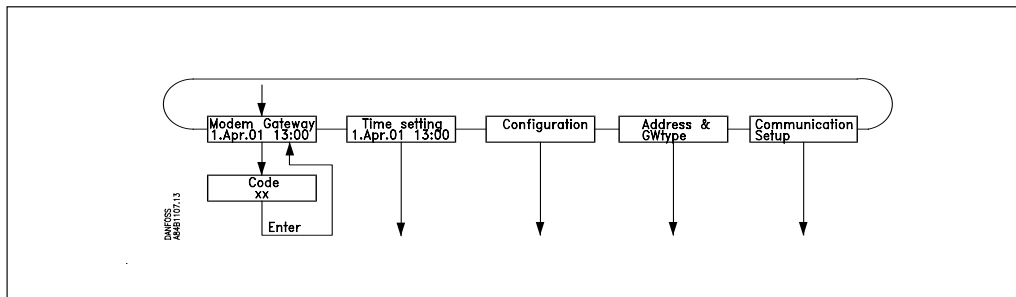 Modem Gateway
1.Apr.01 13:00
Time setting
1.Apr.01 13:00
Configuration
Address &
GWtype
Communication
Setup
Code
xx
Enter
DANFOSS
A84B1107.13